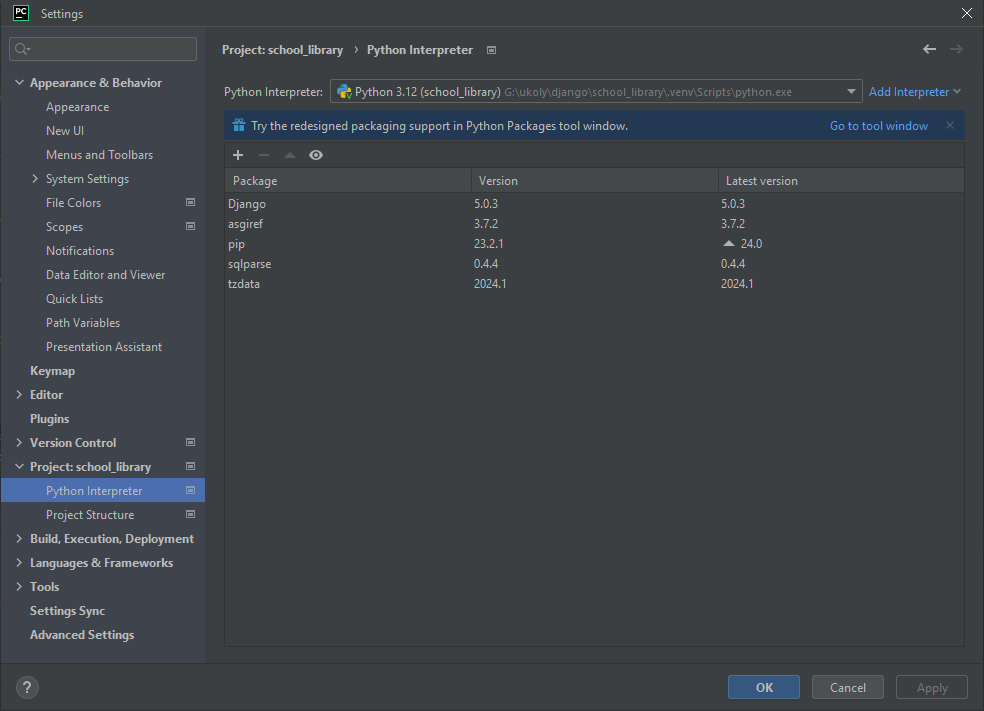 PC Settings
Project: school_library › Python Interpreter
Python Interpreter: Python 3.12 (school_library) G:\ukoly\django\school_library\.venv\Scripts\python.exe Add Interpreter
Try the redesigned packaging support in Python Packages tool window. Go to tool window
Package Version Latest version
Django 5.0.3 5.0.3
asgiref 3.7.2 3.7.2
pip 23.2.1 24.0
sqlparse 0.4.4 0.4.4
tzdata 2024.1 2024.1
Appearance & Behavior
Appearance
New UI
Menus and Toolbars
System Settings
File Colors
Scopes
Notifications
Data Editor and Viewer
Quick Lists
Path Variables
Presentation Assistant
Keymap
Editor
Plugins
Version Control
Project: school_library
Python Interpreter
Project Structure
Build, Execution, Deployment
Languages & Frameworks
Tools
Settings Sync
Advanced Settings
? OK Cancel Apply